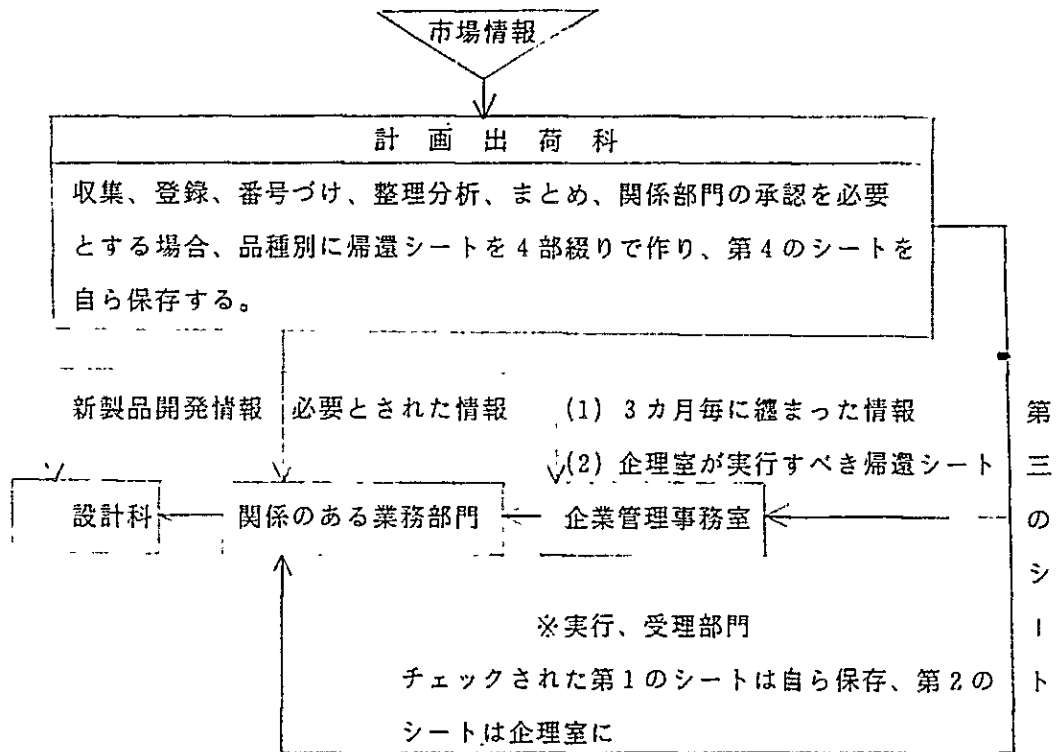 市場情報
計画出荷科
収集、登録、番号づけ、整理分析、まとめ、関係部門の承認を必要
とする場合、品種別に帰還シートを4部綴りで作り、第4のシートを
自ら保存する。
新製品開発情報 必要とされた情報 (1) 3カ月毎に纏まった情報
(2) 企理室が実行すべき帰還シート
設計科 関係のある業務部門 企業管理事務室
第三のシート
※実行、受理部門
チェックされた第1のシートは自ら保存、第2の
シートは企理室に